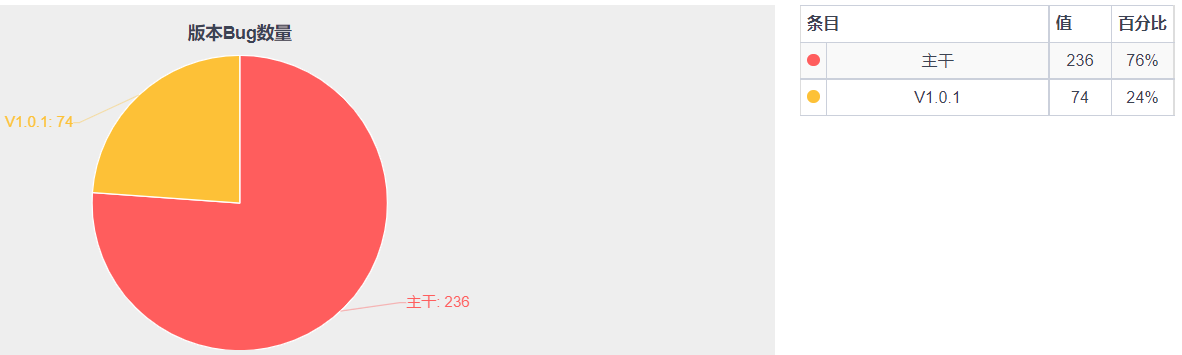 版本Bug数量
V1.0.1: 74
主干: 236
条目 值 百分比
主干 236 76%
V1.0.1 74 24%